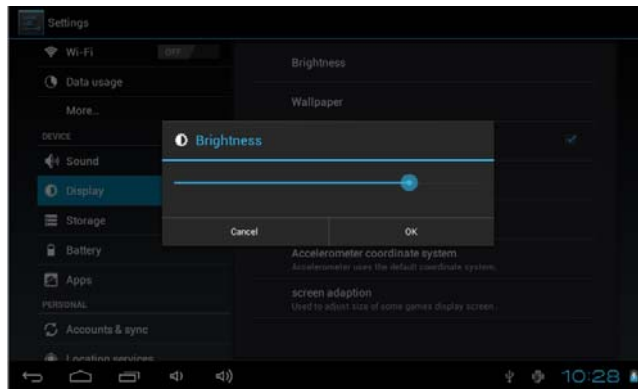 Settings
Wi-Fi OFF
Data usage
More...
DEVICE
Sound
Display
Storage
Battery
Apps
PERSONAL
Accounts & sync
Locating services
Brightness
Wallpaper
Brightness
Cancel OK
Accelerometer coordinate system
Accelerometer uses the default coordinate system.
screen adaption
Used to adjust size of some games display screen.
10:28